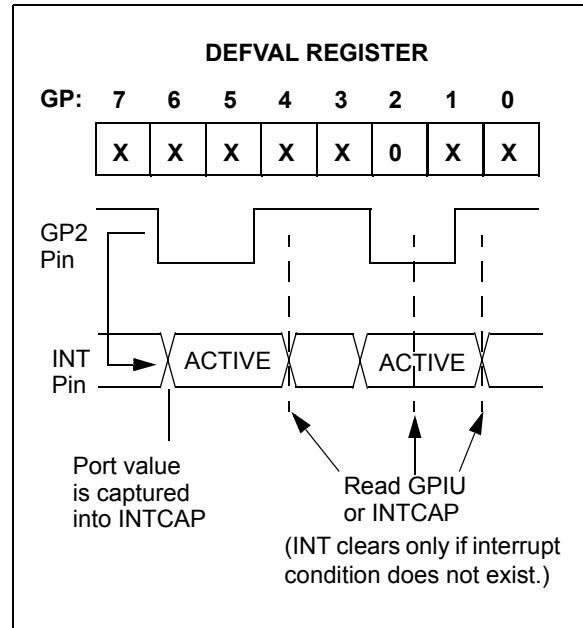 DEFVAL REGISTER
GP: 7 6 5 4 3 2 1 0
X X X X X 0 X X
GP2
Pin
INT
Pin
ACTIVE
ACTIVE
Port value
is captured
into INTCAP
Read GPIU
or INTCAP
(INT clears only if interrupt
condition does not exist.)